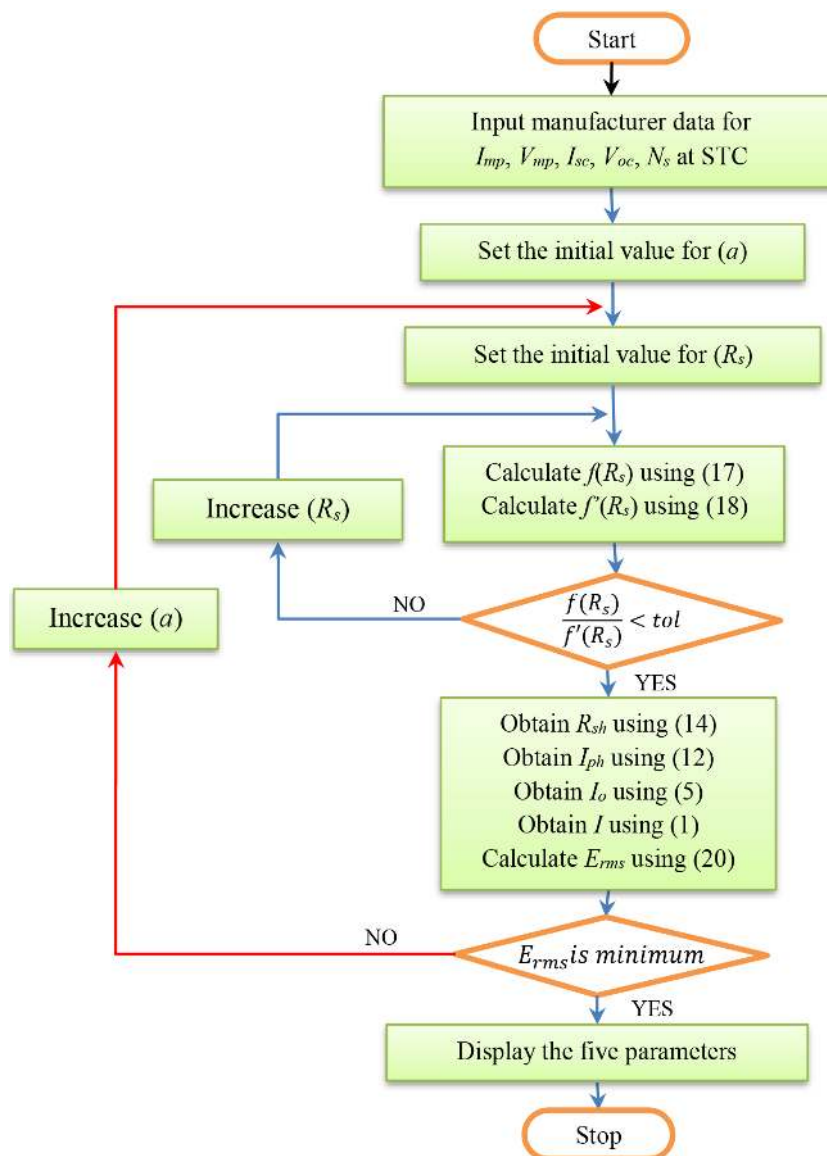 Start
Input manufacturer data for
Imp, Vmp, Isc, Voc, Ns at STC
Set the initial value for (a)
Set the initial value for (Rs)
Calculate f(Rs) using (17)
Calculate f'(Rs) using (18)
Increase (Rs)
Increase (a)
NO
f(Rs)
f'(Rs) < tol
YES
Obtain Rsh using (14)
Obtain Iph using (12)
Obtain Io using (5)
Obtain I using (1)
Calculate Erms using (20)
NO
Erms is minimum
YES
Display the five parameters
Stop